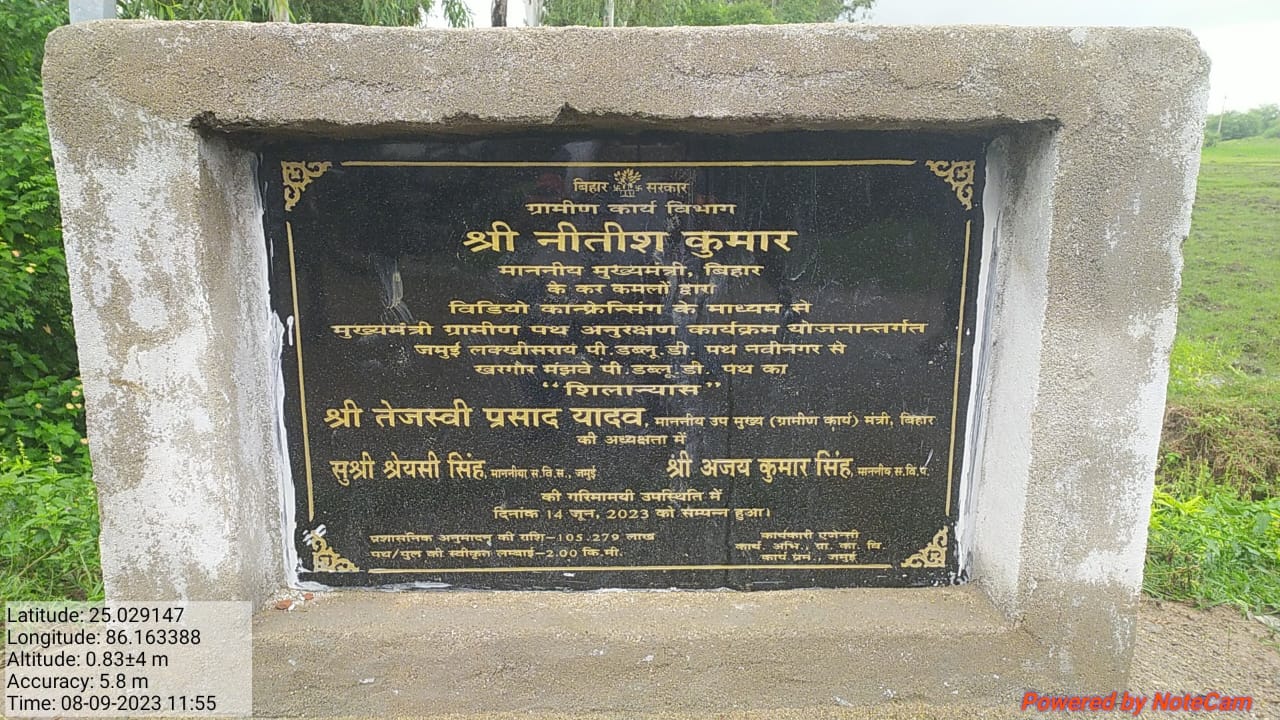 बिहार सरकार
ग्रामीण कार्य विभाग
श्री नीतीश कुमार
माननीय मुख्यमंत्री, बिहार
के कर कमलों द्वारा
विडियो कान्फ्रेन्सिंग के माध्यम से
मुख्यमंत्री ग्रामीण पथ अनुरक्षण कार्यक्रम योजनान्तर्गत
जमुई लक्खीसराय पी.डब्लू.डी. पथ नवीनगर से
खरगौर मंझवे पी.डब्लू.डी. पथ का
“शिलान्यास”
श्री तेजस्वी प्रसाद यादव, माननीय उप मुख्य (ग्रामीण कार्य) मंत्री, बिहार
की अध्यक्षता में
सुश्री श्रेयसी सिंह, माननीया स.वि.स., जमुई श्री अजय कुमार सिंह, माननीय स.वि.प.
की गरिमामयी उपस्थिति में
दिनांक 14 जून, 2023 को सम्पन्न हुआ।
प्रशासनिक अनुमादन की राशि-105.279 लाख
पथ/पुल की स्वीकृत लम्बाई-2.00 कि.मी.
कार्यकारी एजेन्सी
कार्य. अभि., ग्रा. का. वि.
कार्य प्रम., जमुई
Latitude: 25.029147
Longitude: 86.163388
Altitude: 0.83±4 m
Accuracy: 5.8 m
Time: 08-09-2023 11:55
Powered by NoteCam